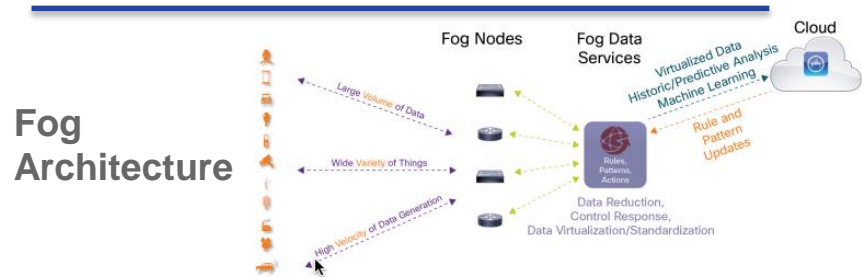 Fog
Architecture
Fog Nodes
Fog Data
Services
Cloud
Large Volume of Data
Wide Variety of Things
High Velocity of Data Generation
Rules,
Patterns,
Actions
Data Reduction,
Control Response,
Data Virtualization/Standardization
Virtualized Data
Historic/Predictive Analysis
Machine Learning
Rule and
Pattern
Updates